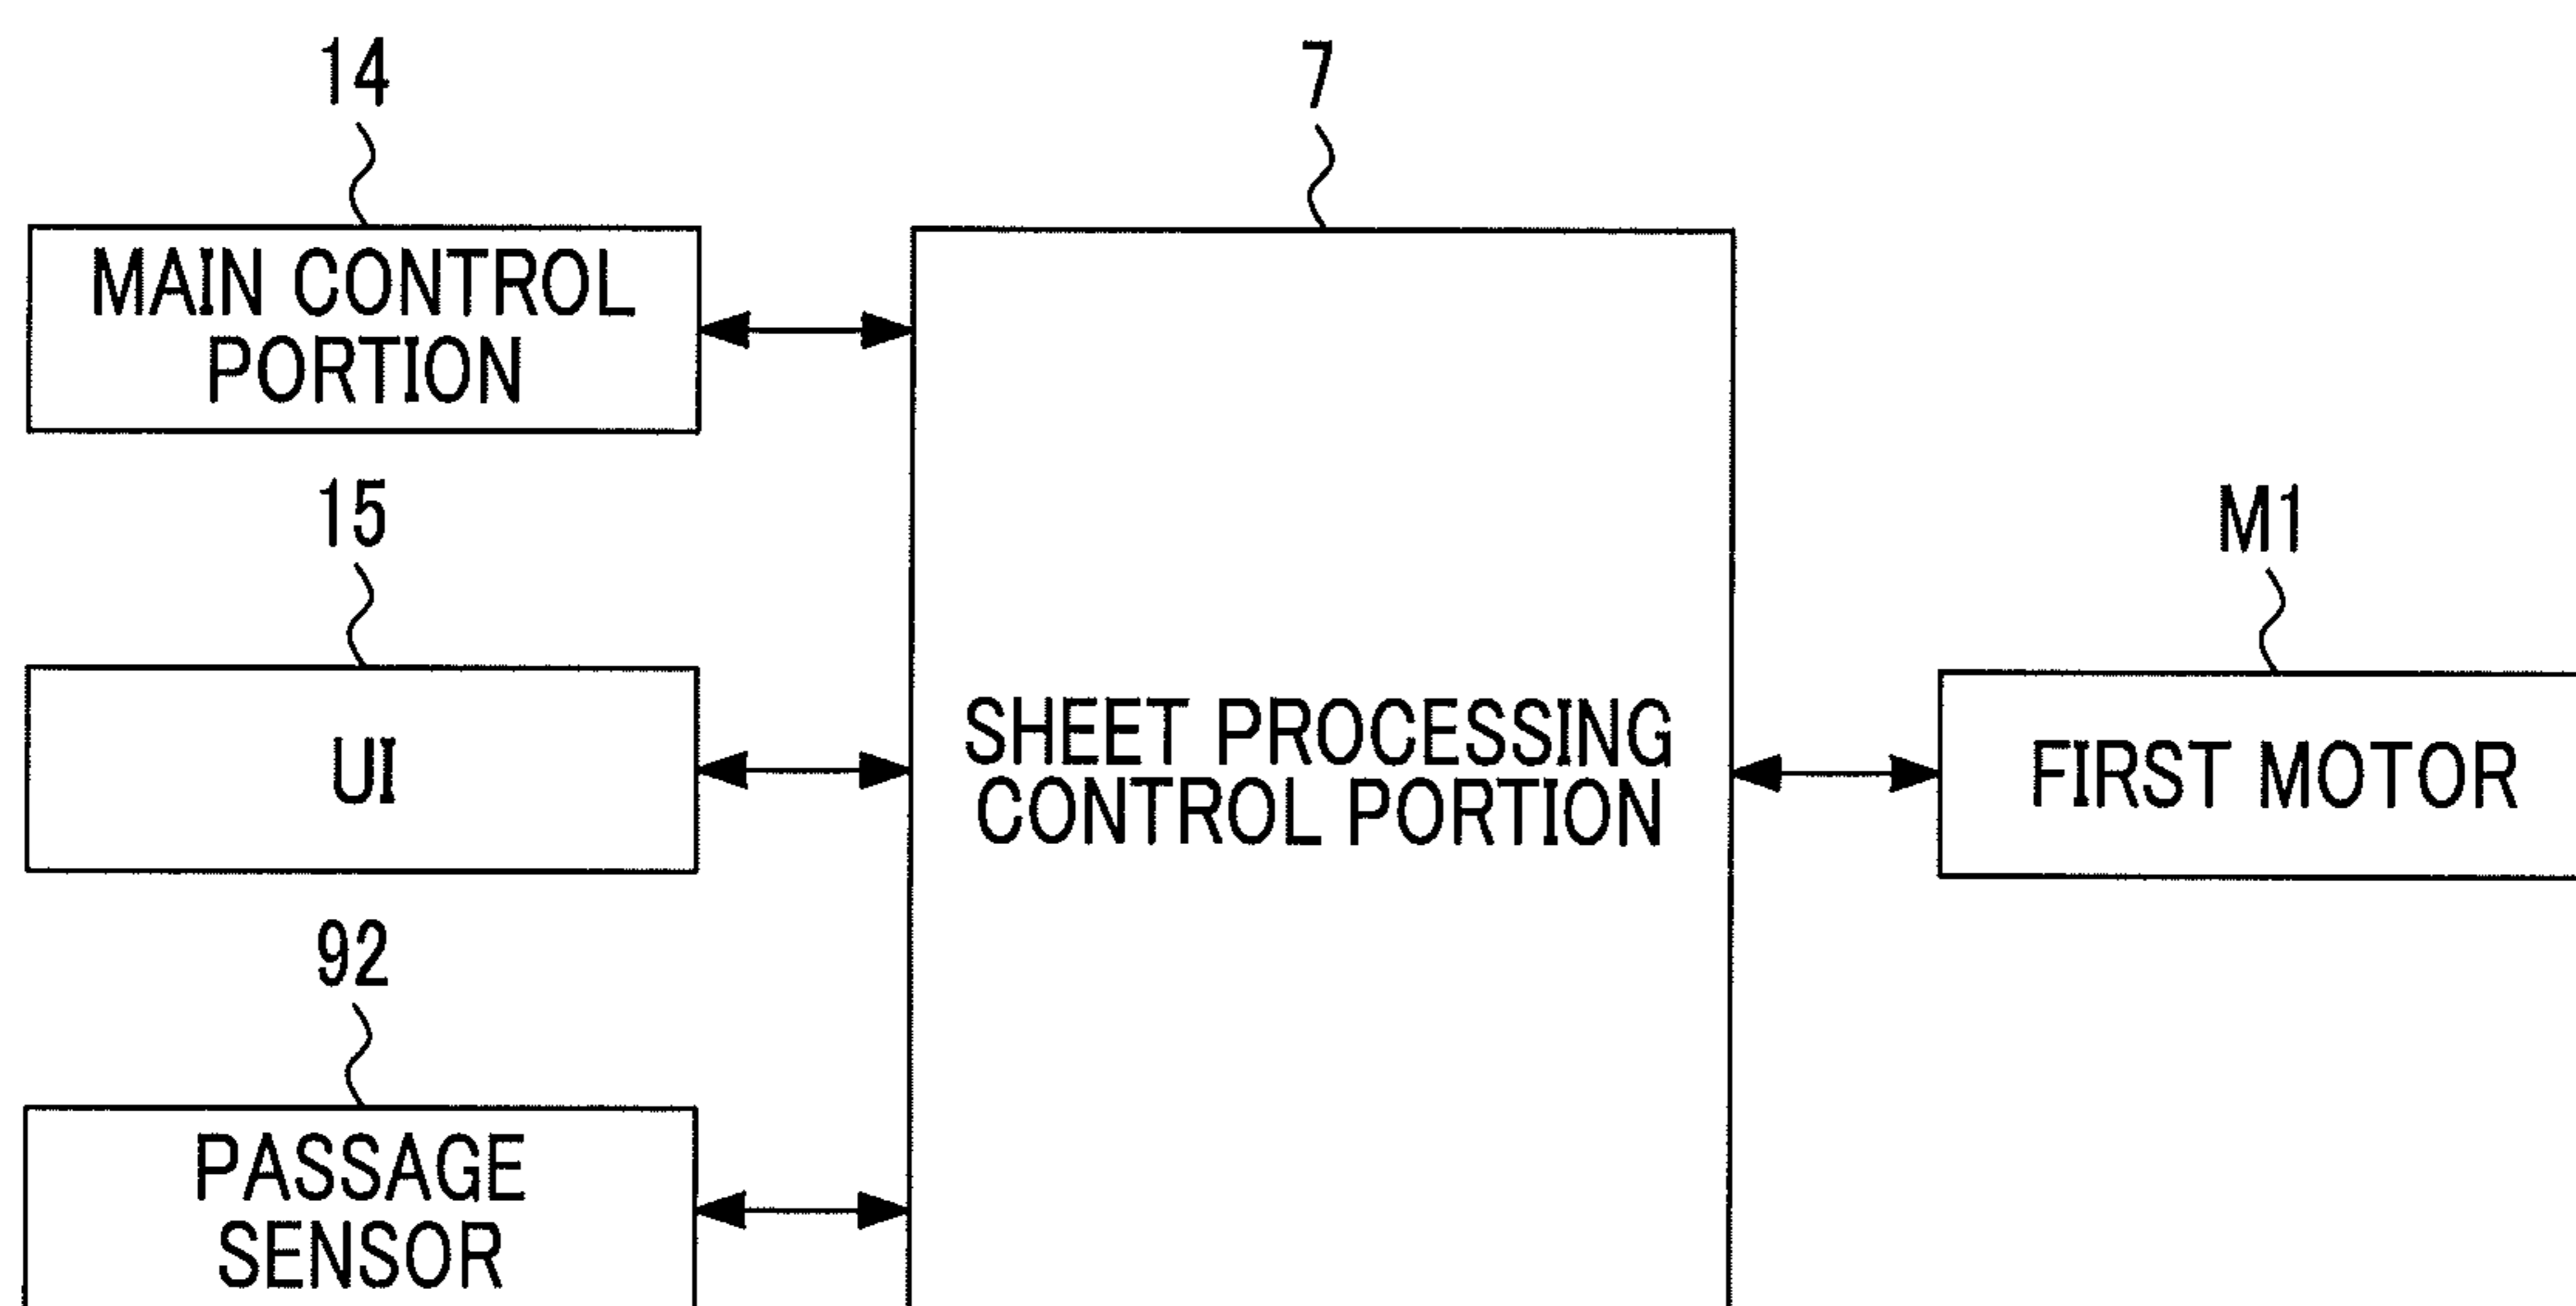 14
MAIN CONTROL
PORTION
15
UI
92
PASSAGE
SENSOR
7
SHEET PROCESSING
CONTROL PORTION
M1
FIRST MOTOR